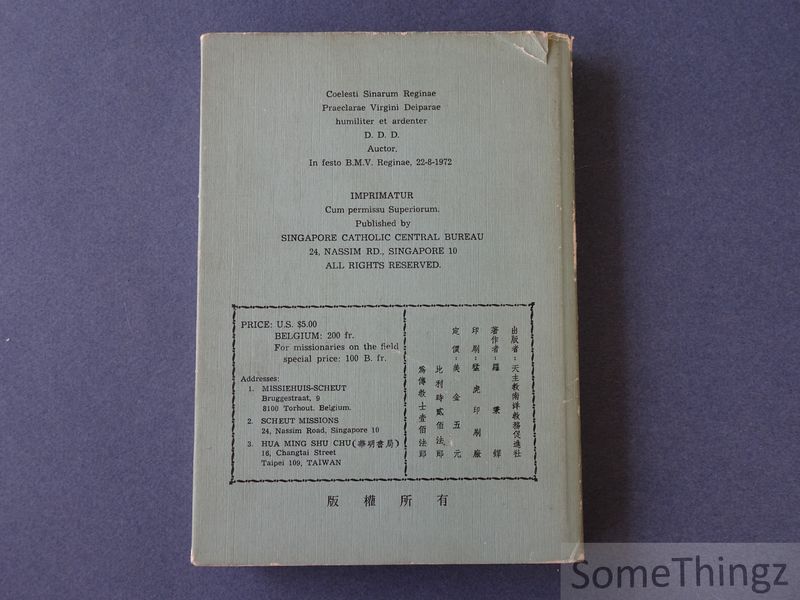 Coelesti Sinarum Reginae
Praeclarae Virgini Deiparae
humiliter et ardenter
D. D. D.
Auctor.
In festo B.M.V. Reginae, 22-8-1972
IMPRIMATUR
Cum permissu Superiorum.
Published by
SINGAPORE CATHOLIC CENTRAL BUREAU
24, NASSIM RD., SINGAPORE 10
ALL RIGHTS RESERVED.
PRICE: U.S. $5.00
BELGIUM: 200 fr.
For missionaries on the field
special price: 100 B. fr.
Addresses:
1. MISSIEHUIS-SCHEUT
Bruggestraat, 9
8100 Torhout. Belgium.
2. SCHEUT MISSIONS
24, Nassim Road, Singapore 10
3. HUA MING SHU CHU (華明書局)
16, Changtai Street
Taipei 109, TAIWAN
出版者：天主教南洋教務促進社
著作者：羅秉鐸
印刷：猛虎印刷廠
定價：美金五元
比利時貳佰法郎
為傳教士壹佰法郎
版權所有
SomeThingz